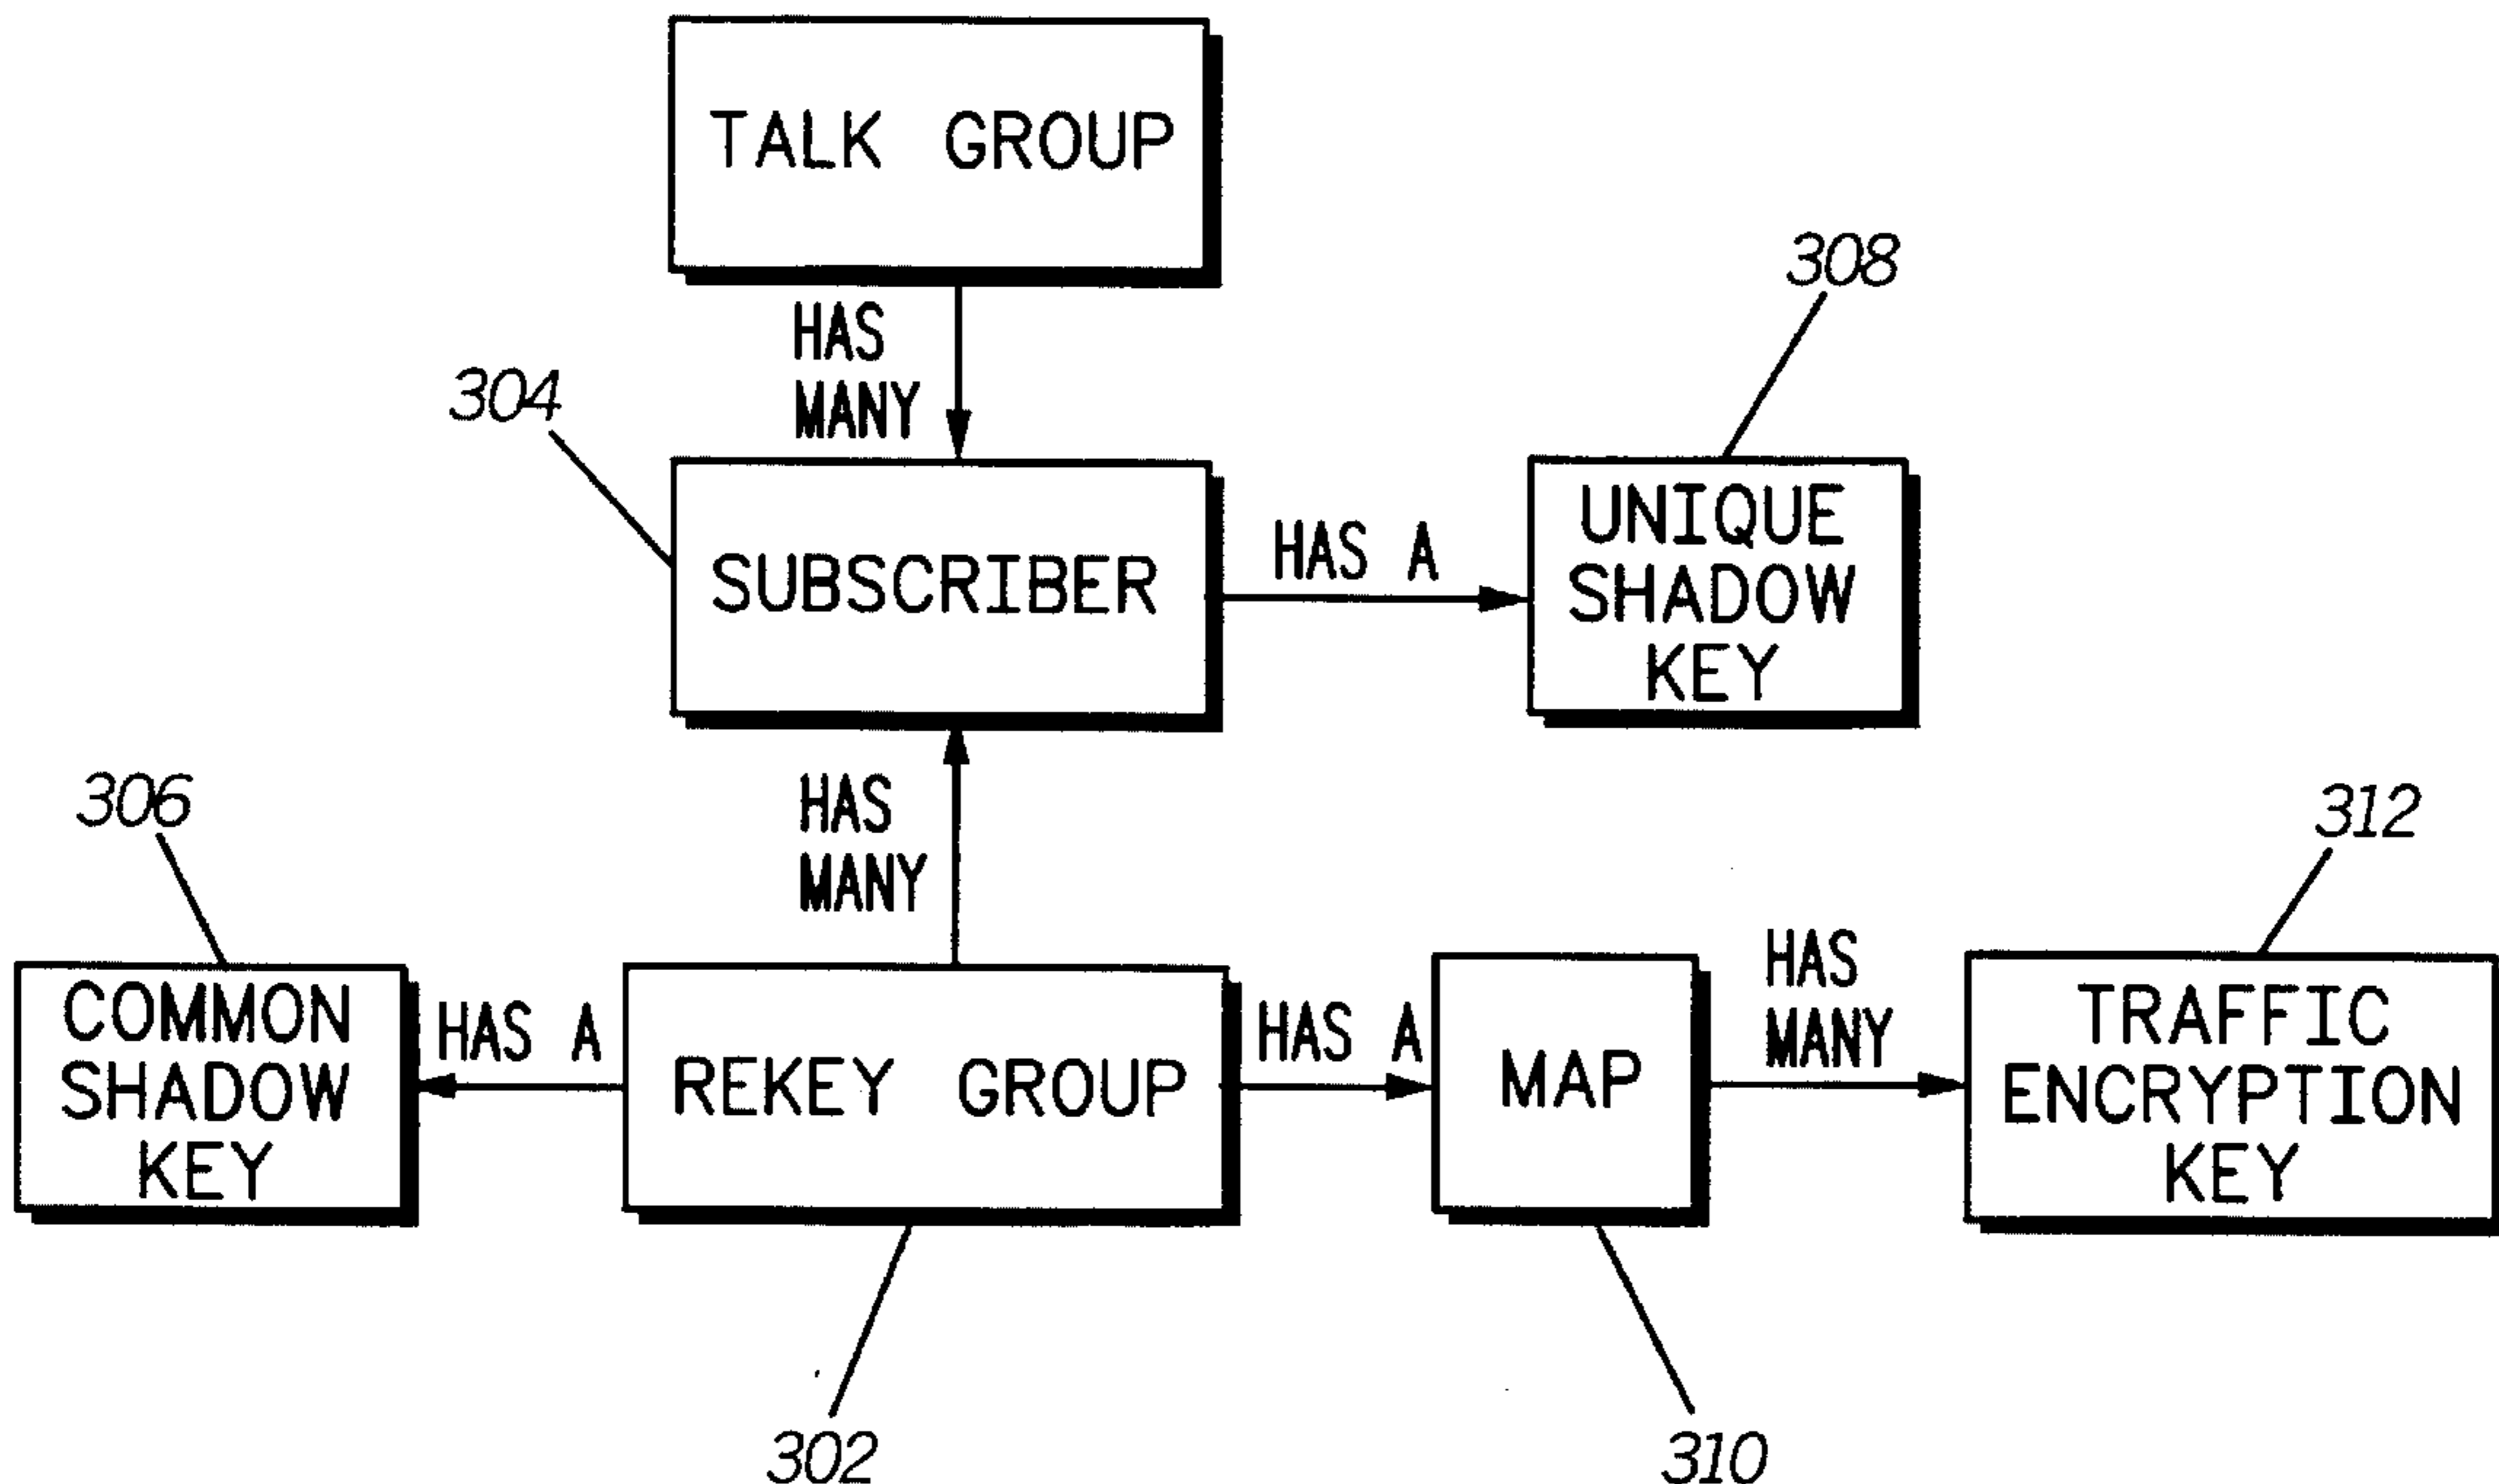 TALK GROUP
HAS
MANY
308
304
SUBSCRIBER
HAS A
UNIQUE
SHADOW
KEY
HAS
MANY
306
312
COMMON
SHADOW
KEY
HAS A
REKEY GROUP
HAS A
MAP
HAS
MANY
TRAFFIC
ENCRYPTION
KEY
302
310